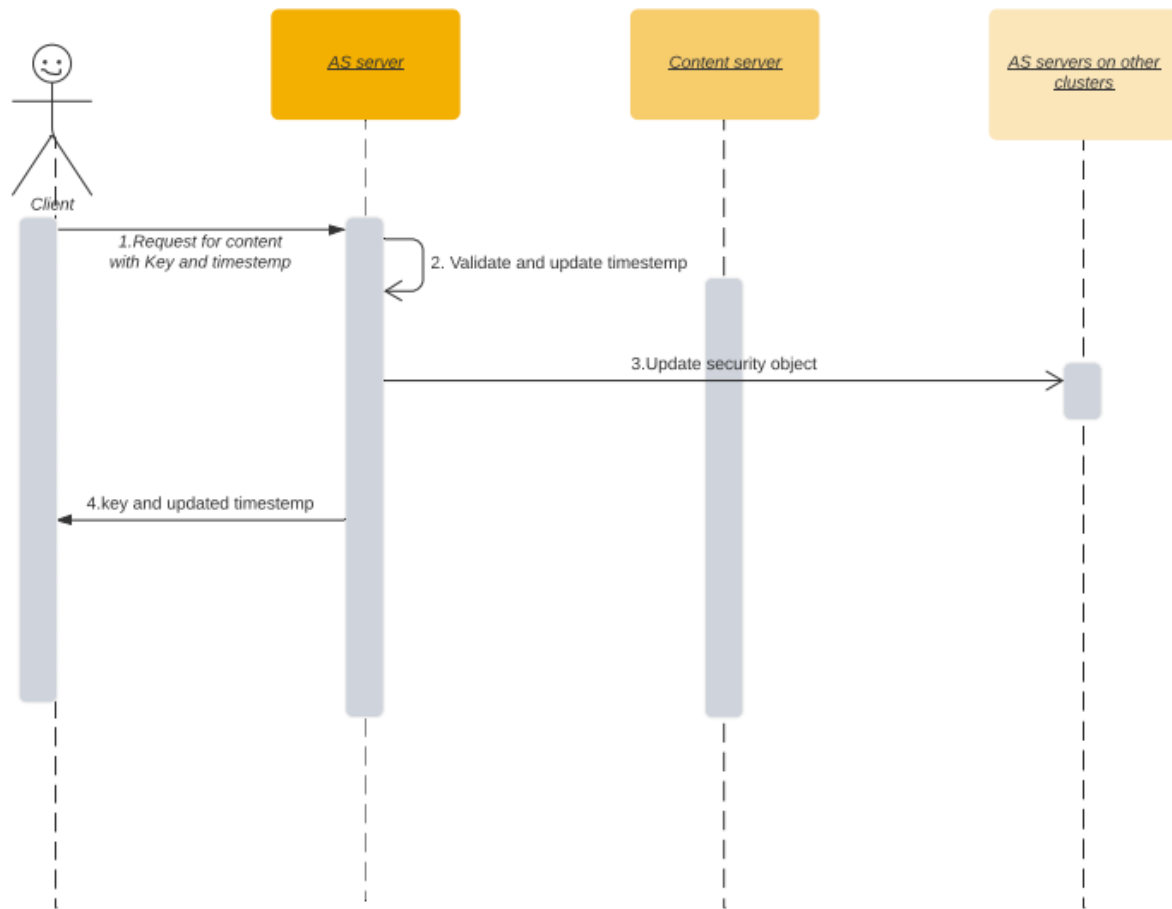 AS server
Content server
AS servers on other
clusters
Client
1.Request for content
with Key and timestemp
2. Validate and update timestemp
3.Update security object
4.key and updated timestemp